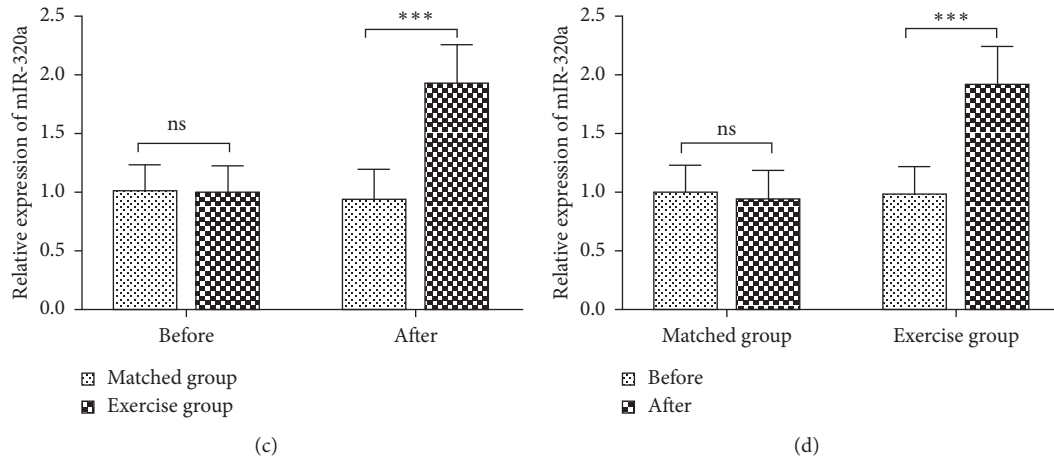 Relative expression of mIR-320a
2.5
2.0
1.5
1.0
0.5
0.0
ns
***
Before
After
Matched group
Exercise group
(c)
Relative expression of mIR-320a
2.5
2.0
1.5
1.0
0.5
0.0
ns
***
Matched group
Exercise group
Before
After
(d)